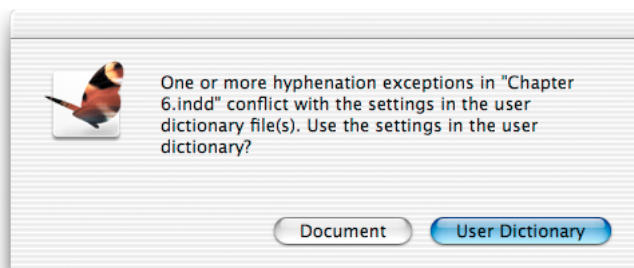 One or more hyphenation exceptions in "Chapter
6.indd" conflict with the settings in the user
dictionary file(s). Use the settings in the user
dictionary?
Document
User Dictionary